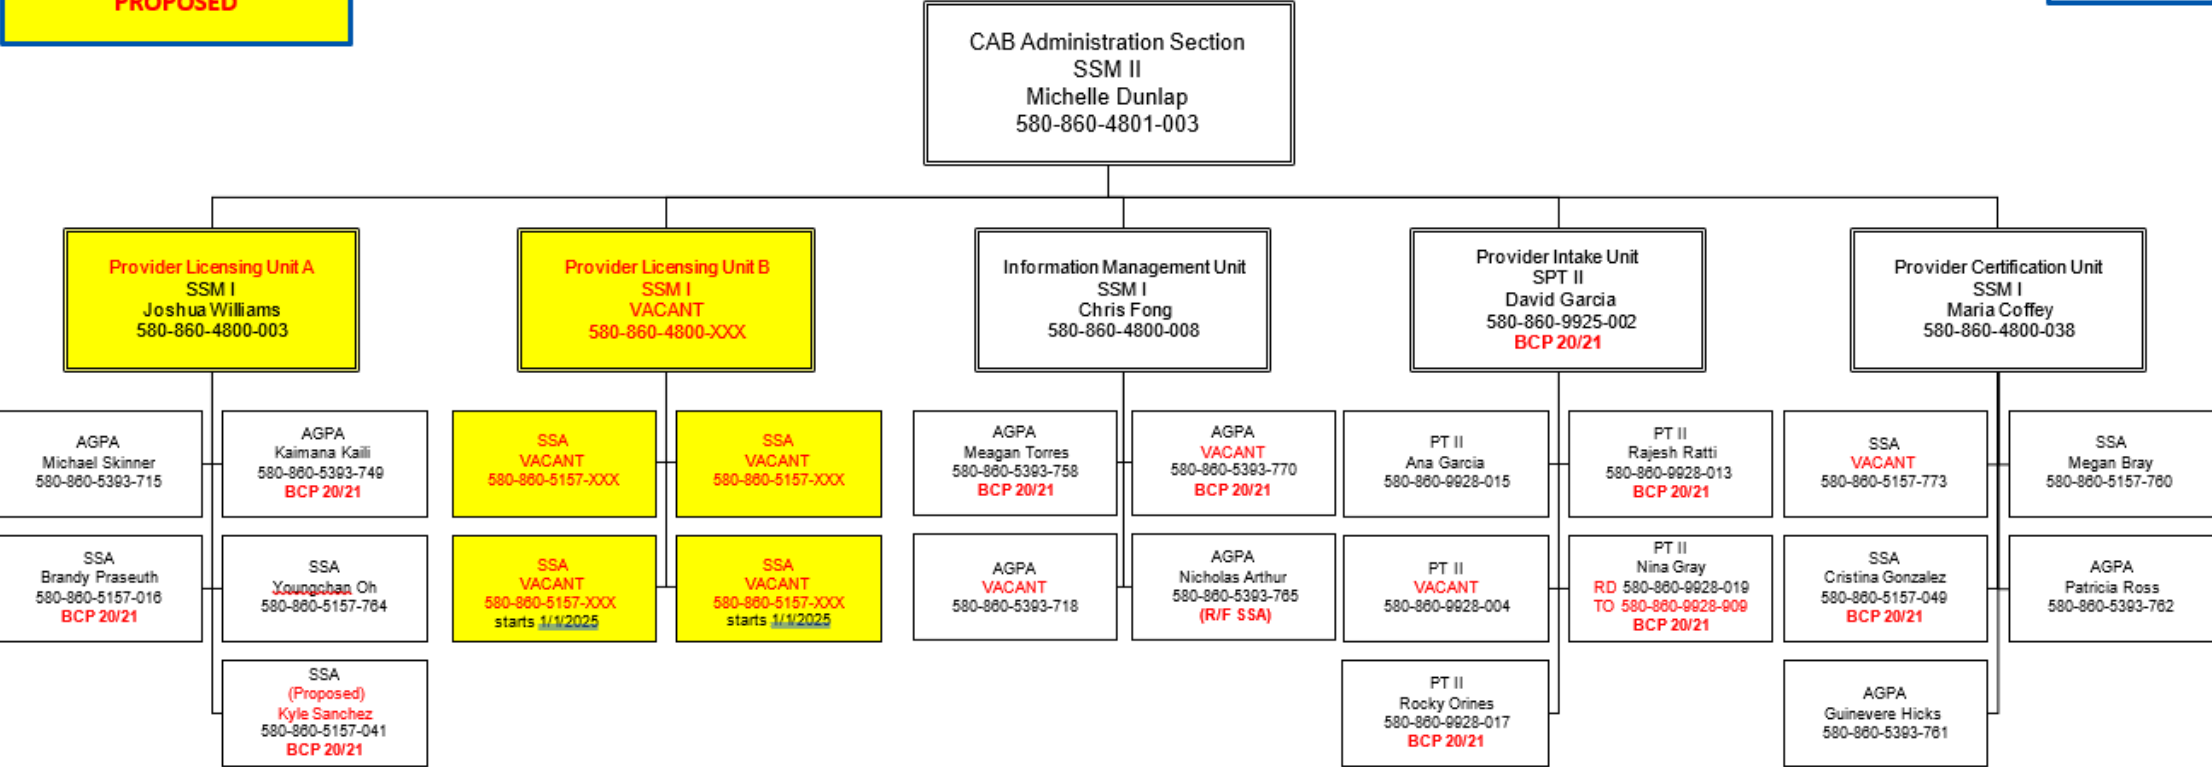 PROPOSED
CAB Administration Section
SSM II
Michelle Dunlap
580-860-4801-003
Provider Licensing Unit A
SSM I
Joshua Williams
580-860-4800-003
Provider Licensing Unit B
SSM I
VACANT
580-860-4800-XXX
Information Management Unit
SSM I
Chris Fong
580-860-4800-008
Provider Intake Unit
SPT II
David Garcia
580-860-9925-002
BCP 20/21
Provider Certification Unit
SSM I
Maria Coffey
580-860-4800-038
AGPA
Michael Skinner
580-860-5393-715
AGPA
Kaimana Kaili
580-860-5393-749
BCP 20/21
SSA
VACANT
580-860-5157-XXX
SSA
VACANT
580-860-5157-XXX
AGPA
Meagan Torres
580-860-5393-758
BCP 20/21
AGPA
VACANT
580-860-5393-770
BCP 20/21
PT II
Ana Garcia
580-860-9928-015
PT II
Rajesh Ratti
580-860-9928-013
BCP 20/21
SSA
VACANT
580-860-5157-773
SSA
Megan Bray
580-860-5157-760
SSA
Brandy Praseuth
580-860-5157-016
BCP 20/21
SSA
Youngchan Oh
580-860-5157-764
SSA
VACANT
580-860-5157-XXX
starts 1/1/2025
SSA
VACANT
580-860-5157-XXX
starts 1/1/2025
AGPA
VACANT
580-860-5393-718
AGPA
Nicholas Arthur
580-860-5393-765
(R/F SSA)
PT II
VACANT
580-860-9928-004
PT II
Nina Gray
RD 580-860-9928-019
TO 580-860-9928-909
BCP 20/21
SSA
Cristina Gonzalez
580-860-5157-049
BCP 20/21
AGPA
Patricia Ross
580-860-5393-762
SSA
(Proposed)
Kyle Sanchez
580-860-5157-041
BCP 20/21
PT II
Rocky Orines
580-860-9928-017
BCP 20/21
AGPA
Guinevere Hicks
580-860-5393-761